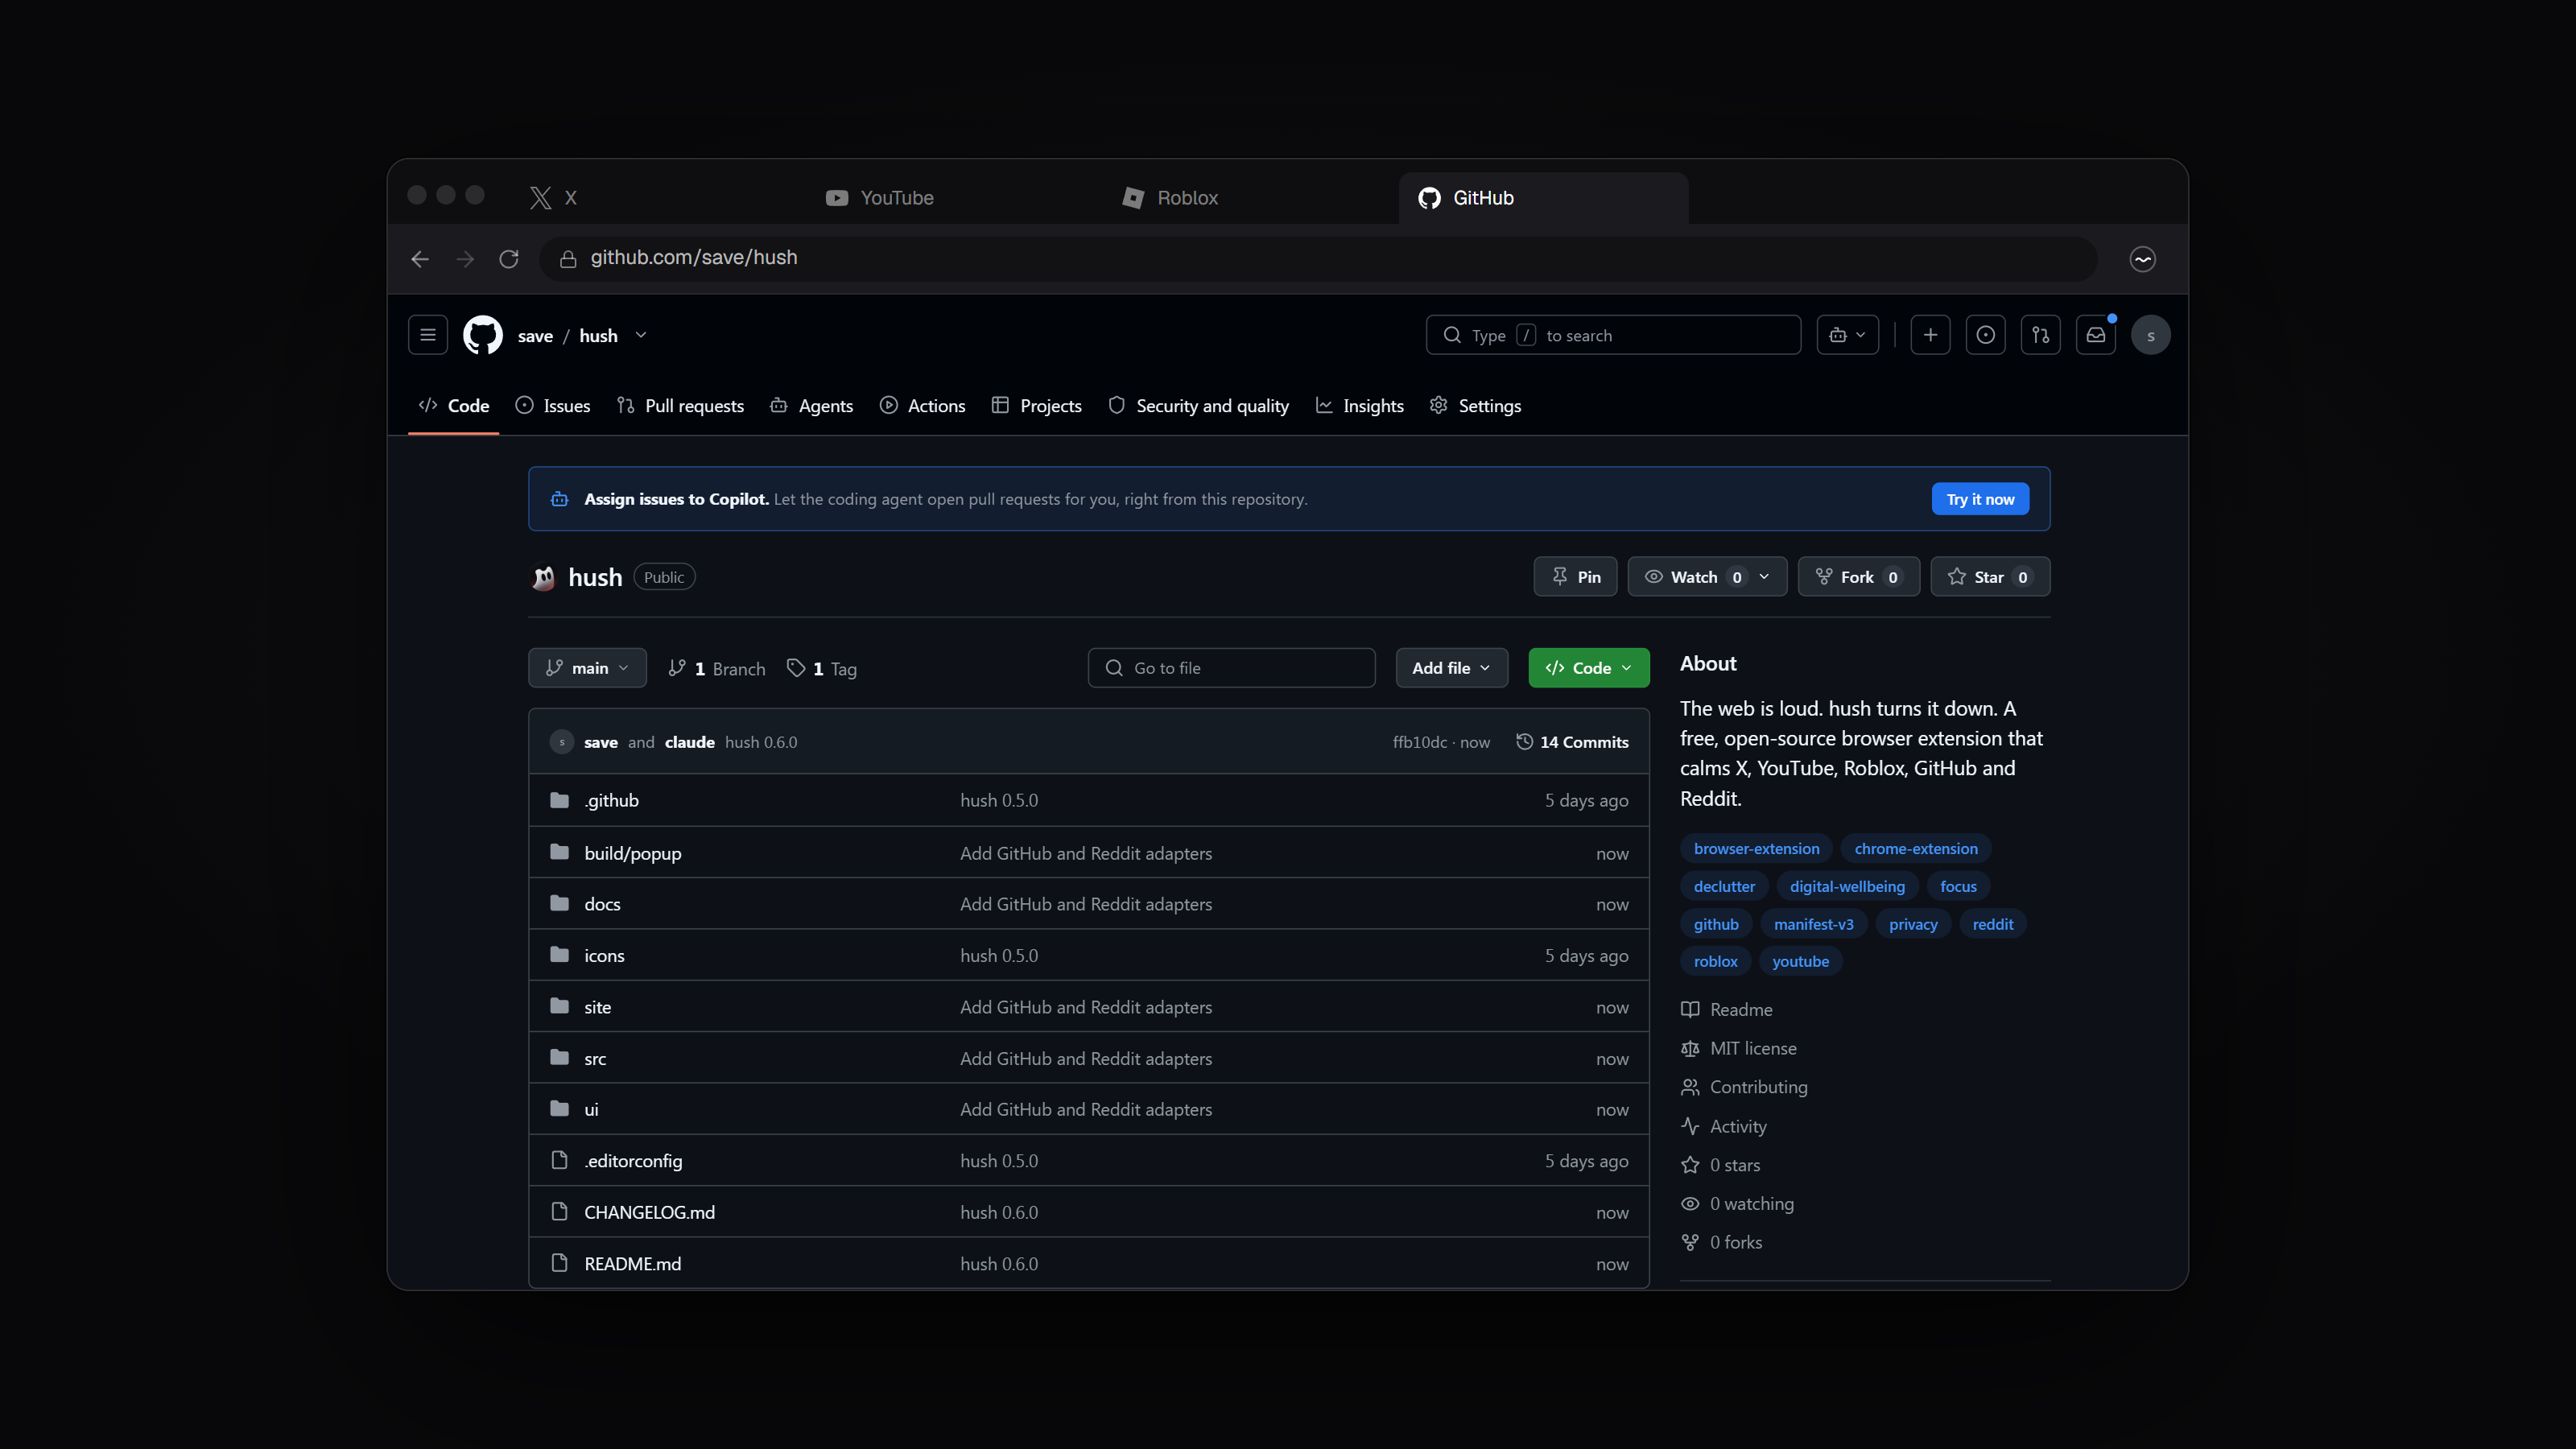 X YouTube Roblox GitHub
github.com/save/hush
save / hush Type / to search s
Code Issues Pull requests Agents Actions Projects Security and quality Insights Settings
Assign issues to Copilot. Let the coding agent open pull requests for you, right from this repository. Try it now
hush Public Pin Watch 0 Fork 0 Star 0
main 1 Branch 1 Tag Go to file Add file Code
s save and claude hush 0.6.0 ffb10dc · now 14 Commits
.github hush 0.5.0 5 days ago
build/popup Add GitHub and Reddit adapters now
docs Add GitHub and Reddit adapters now
icons hush 0.5.0 5 days ago
site Add GitHub and Reddit adapters now
src Add GitHub and Reddit adapters now
ui Add GitHub and Reddit adapters now
.editorconfig hush 0.5.0 5 days ago
CHANGELOG.md hush 0.6.0 now
README.md hush 0.6.0 now
About
The web is loud. hush turns it down. A
free, open-source browser extension that
calms X, YouTube, Roblox, GitHub and
Reddit.
browser-extension chrome-extension
declutter digital-wellbeing focus
github manifest-v3 privacy reddit
roblox youtube
Readme
MIT license
Contributing
Activity
0 stars
0 watching
0 forks